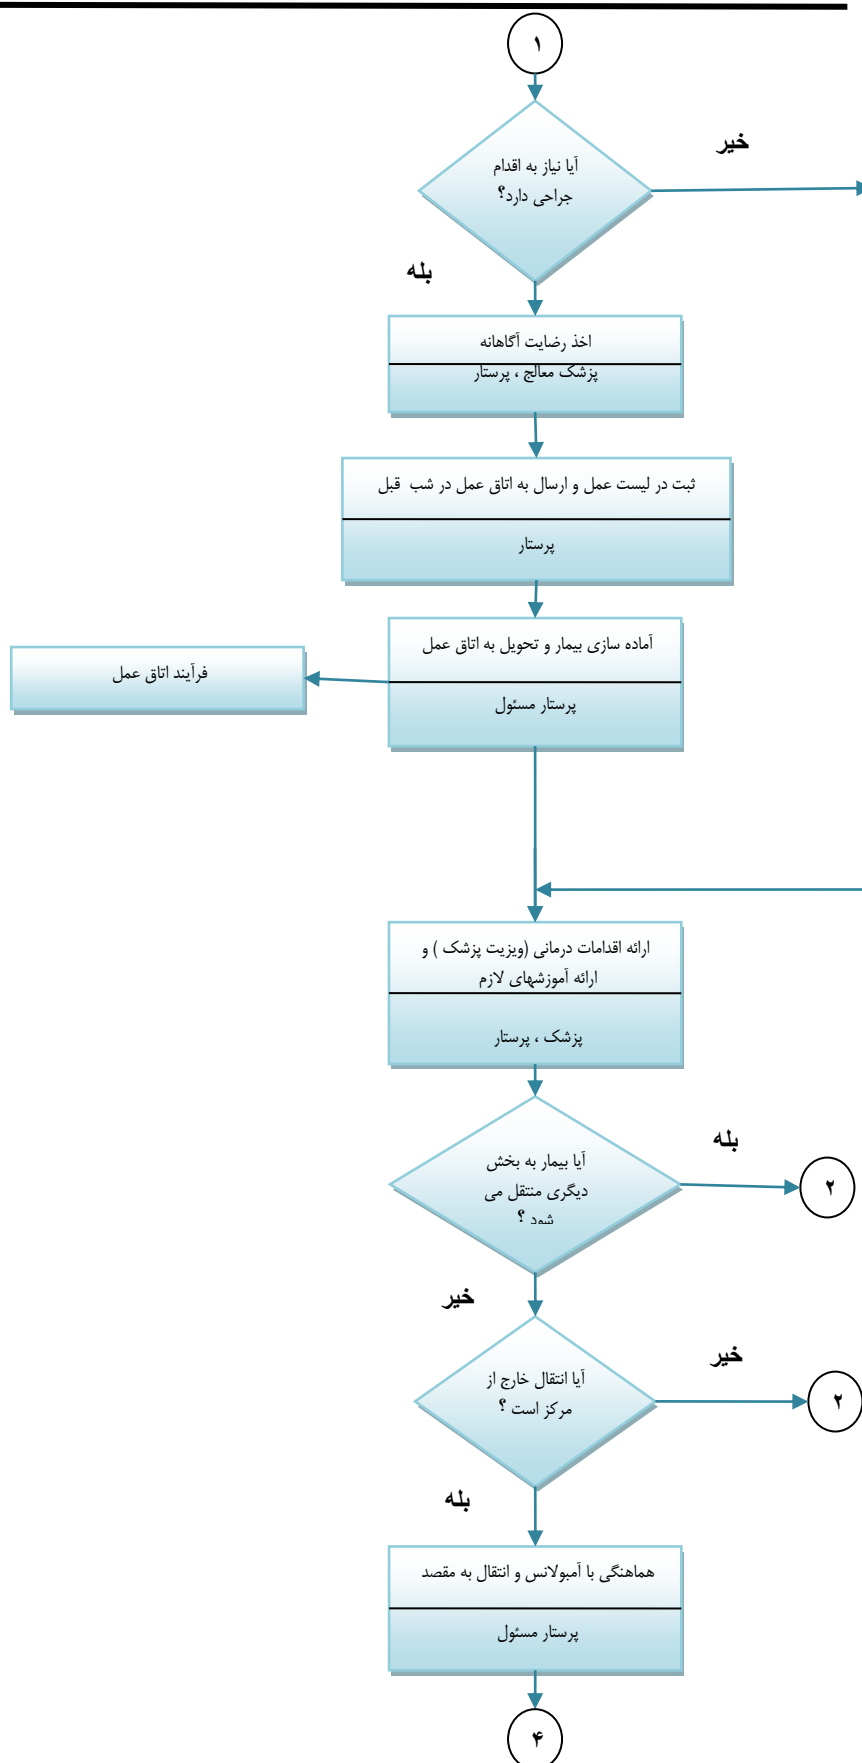 ۱
آیا نیاز به اقدام
جراحی دارد؟
خیر
بله
اخذ رضایت آگاهانه
پزشک معالج ، پرستار
ثبت در لیست عمل و ارسال به اتاق عمل در شب قبل
پرستار
آماده سازی بیمار و تحویل به اتاق عمل
پرستار مسئول
فرآیند اتاق عمل
ارائه اقدامات درمانی (ویزیت پزشک ) و
ارائه آموزشهای لازم
پزشک ، پرستار
آیا بیمار به بخش
دیگری منتقل می
شود ؟
بله
۲
خیر
آیا انتقال خارج از
مرکز است ؟
خیر
۲
بله
هماهنگی با آمبولانس و انتقال به مقصد
پرستار مسئول
۴